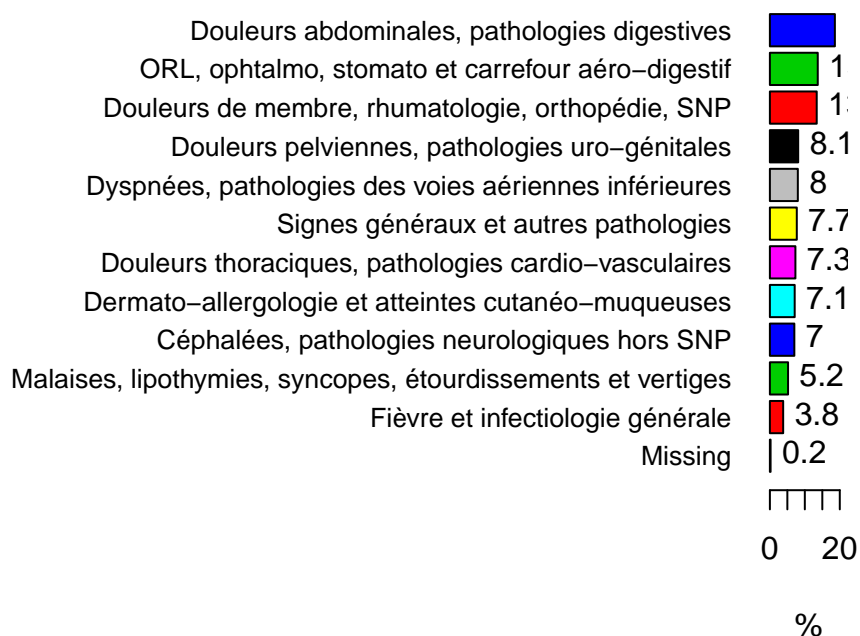 Douleurs abdominales, pathologies digestives
ORL, ophtalmo, stomato et carrefour aéro−digestif 1
Douleurs de membre, rhumatologie, orthopédie, SNP 1
Douleurs pelviennes, pathologies uro−génitales 8.1
Dyspnées, pathologies des voies aériennes inférieures 8
Signes généraux et autres pathologies 7.7
Douleurs thoraciques, pathologies cardio−vasculaires 7.3
Dermato−allergologie et atteintes cutanéo−muqueuses 7.1
Céphalées, pathologies neurologiques hors SNP 7
Malaises, lipothymies, syncopes, étourdissements et vertiges 5.2
Fièvre et infectiologie générale 3.8
Missing 0.2
0 20
%